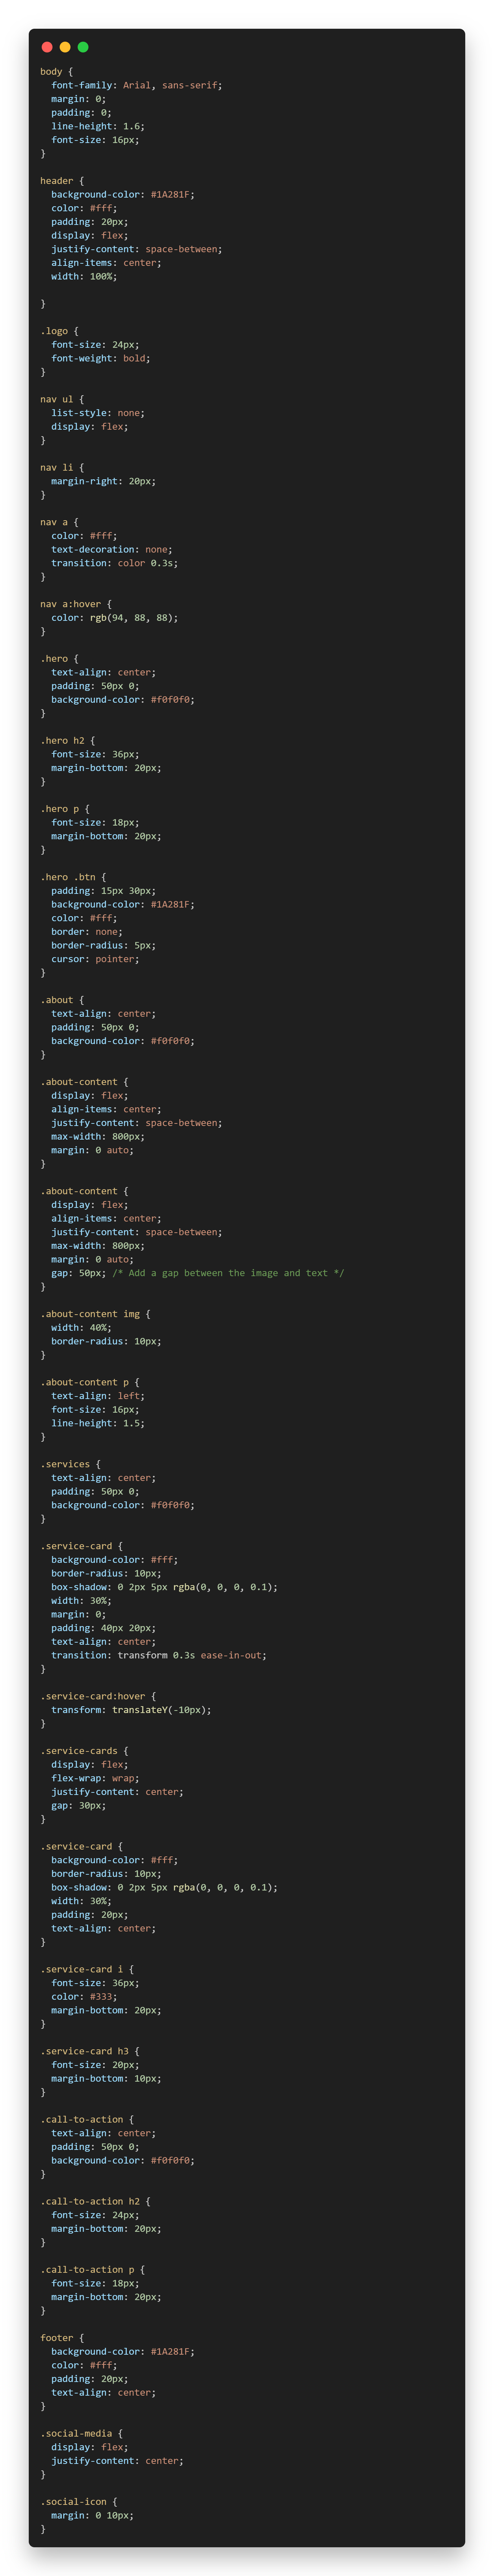 body {
  font-family: Arial, sans-serif;
  margin: 0;
  padding: 0;
  line-height: 1.6;
  font-size: 16px;
}

header {
  background-color: #1A281F;
  color: #fff;
  padding: 20px;
  display: flex;
  justify-content: space-between;
  align-items: center;
  width: 100%;

}

.logo {
  font-size: 24px;
  font-weight: bold;
}

nav ul {
  list-style: none;
  display: flex;
}

nav li {
  margin-right: 20px;
}

nav a {
  color: #fff;
  text-decoration: none;
  transition: color 0.3s;
}

nav a:hover {
  color: rgb(94, 88, 88);
}

.hero {
  text-align: center;
  padding: 50px 0;
  background-color: #f0f0f0;
}

.hero h2 {
  font-size: 36px;
  margin-bottom: 20px;
}

.hero p {
  font-size: 18px;
  margin-bottom: 20px;
}

.hero .btn {
  padding: 15px 30px;
  background-color: #1A281F;
  color: #fff;
  border: none;
  border-radius: 5px;
  cursor: pointer;
}

.about {
  text-align: center;
  padding: 50px 0;
  background-color: #f0f0f0;
}

.about-content {
  display: flex;
  align-items: center;
  justify-content: space-between;
  max-width: 800px;
  margin: 0 auto;
}

.about-content {
  display: flex;
  align-items: center;
  justify-content: space-between;
  max-width: 800px;
  margin: 0 auto;
  gap: 50px; /* Add a gap between the image and text */
}

.about-content img {
  width: 40%;
  border-radius: 10px;
}

.about-content p {
  text-align: left;
  font-size: 16px;
  line-height: 1.5;
}

.services {
  text-align: center;
  padding: 50px 0;
  background-color: #f0f0f0;
}

.service-card {
  background-color: #fff;
  border-radius: 10px;
  box-shadow: 0 2px 5px rgba(0, 0, 0, 0.1);
  width: 30%;
  margin: 0;
  padding: 40px 20px;
  text-align: center;
  transition: transform 0.3s ease-in-out;
}

.service-card:hover {
  transform: translateY(-10px);
}

.service-cards {
  display: flex;
  flex-wrap: wrap;
  justify-content: center;
  gap: 30px;
}

.service-card {
  background-color: #fff;
  border-radius: 10px;
  box-shadow: 0 2px 5px rgba(0, 0, 0, 0.1);
  width: 30%;
  padding: 20px;
  text-align: center;
}

.service-card i {
  font-size: 36px;
  color: #333;
  margin-bottom: 20px;
}

.service-card h3 {
  font-size: 20px;
  margin-bottom: 10px;
}

.call-to-action {
  text-align: center;
  padding: 50px 0;
  background-color: #f0f0f0;
}

.call-to-action h2 {
  font-size: 24px;
  margin-bottom: 20px;
}

.call-to-action p {
  font-size: 18px;
  margin-bottom: 20px;
}

footer {
  background-color: #1A281F;
  color: #fff;
  padding: 20px;
  text-align: center;
}

.social-media {
  display: flex;
  justify-content: center;
}

.social-icon {
  margin: 0 10px;
}